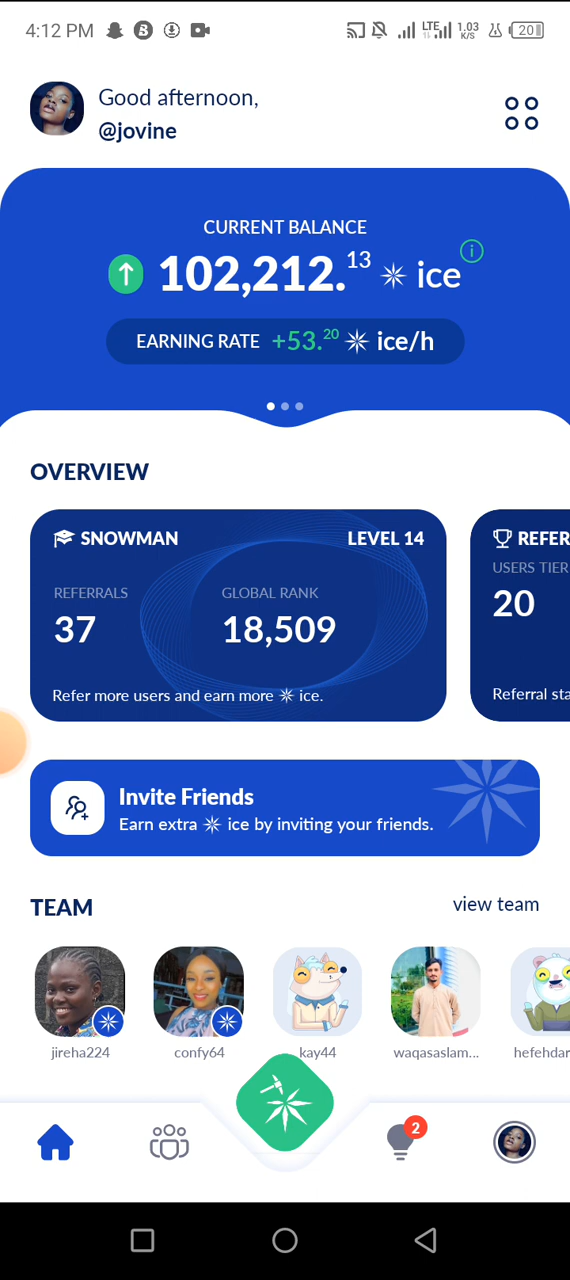 4:12 PM
LTE 1.03 K/S 20
Good afternoon,
@jovine
CURRENT BALANCE
102,212.13 ice
EARNING RATE +53.20 ice/h
OVERVIEW
SNOWMAN LEVEL 14
REFERRALS GLOBAL RANK
37 18,509
Refer more users and earn more ice.
REFER
USERS TIER
20
Referral sta
Invite Friends
Earn extra ice by inviting your friends.
TEAM view team
jireha224 confy64 kay44 waqasaslam... hefehdar
2